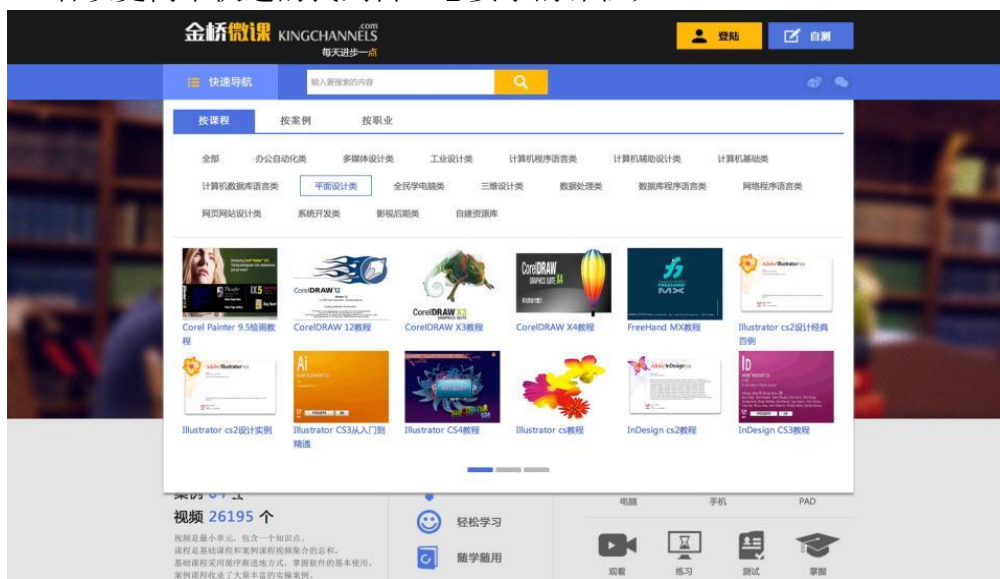 金桥微课 KINGCHANNELS.com
每天进步一点
登陆
自测
快速导航
输入要搜索的内容
按课程 按案例 按职业
全部 办公自动化类 多媒体设计类 工业设计类 计算机程序语言类 计算机辅助设计类 计算机基础类
计算机数据库语言类 平面设计类 全民学电脑类 三维设计类 数据处理类 数据库程序语言类 网络程序语言类
网页网站设计类 系统开发类 影视后期类 自建资源库
CorelDRAW 12
CorelDRAW X3
CorelDRAW
GRAPHICS SUITE X4
FREEHAND
MX
Corel Painter 9.5绘画教程
CorelDRAW 12教程
CorelDRAW X3教程
CorelDRAW X4教程
FreeHand MX教程
Illustrator cs2设计经典百例
Ai
ID
Illustrator cs2设计实例
Illustrator CS3从入门到精通
Illustrator CS4教程
Illustrator cs教程
InDesign cs2教程
InDesign CS3教程
视频 26195 个
视频是最小单元，包含一个知识点。
课程是基础课程和案例课程视频集合的总和。
基础课程采用循序渐进地方式，掌握软件的基本使用。
案例课程收录了大量丰富的实操案例。
轻松学习
随学随用
电脑 手机 PAD
观看 练习 测试 掌握